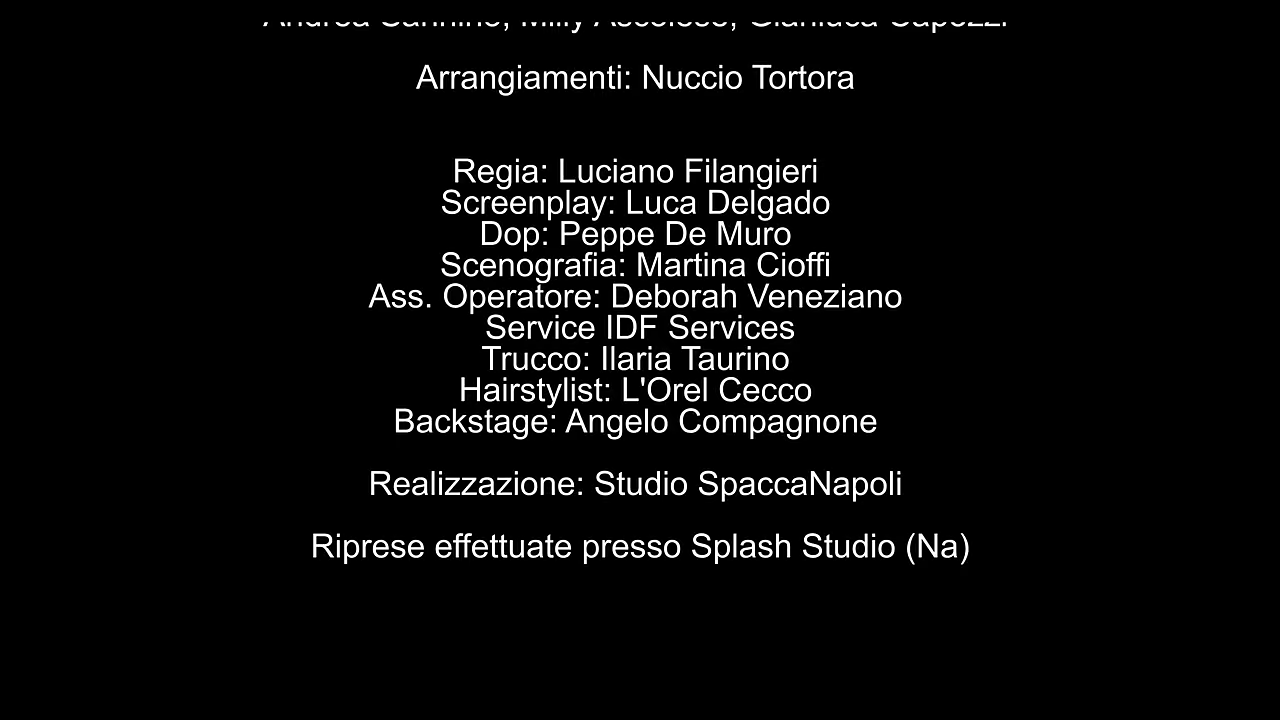 Arrangiamenti: Nuccio Tortora
Regia: Luciano Filangieri
Screenplay: Luca Delgado
Dop: Peppe De Muro
Scenografia: Martina Cioffi
Ass. Operatore: Deborah Veneziano
Service IDF Services
Trucco: Ilaria Taurino
Hairstylist: L'Orel Cecco
Backstage: Angelo Compagnone
Realizzazione: Studio SpaccaNapoli
Riprese effettuate presso Splash Studio (Na)